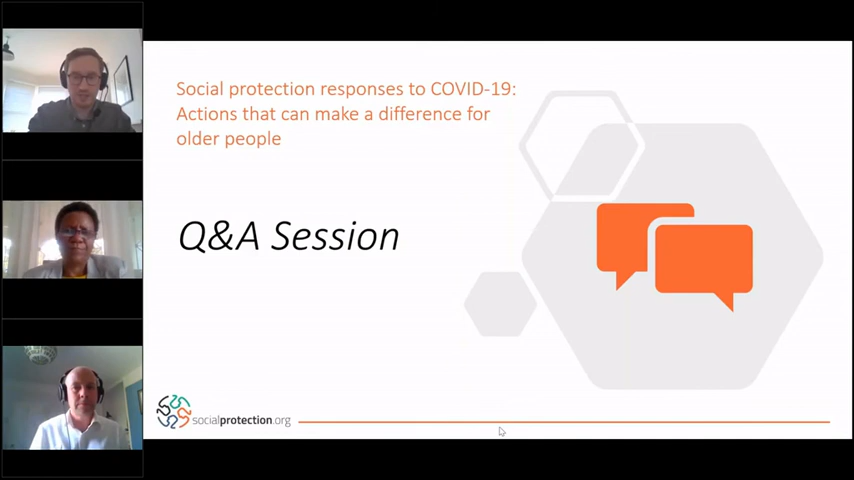 Social protection responses to COVID-19:
Actions that can make a difference for
older people
Q&A Session
socialprotection.org